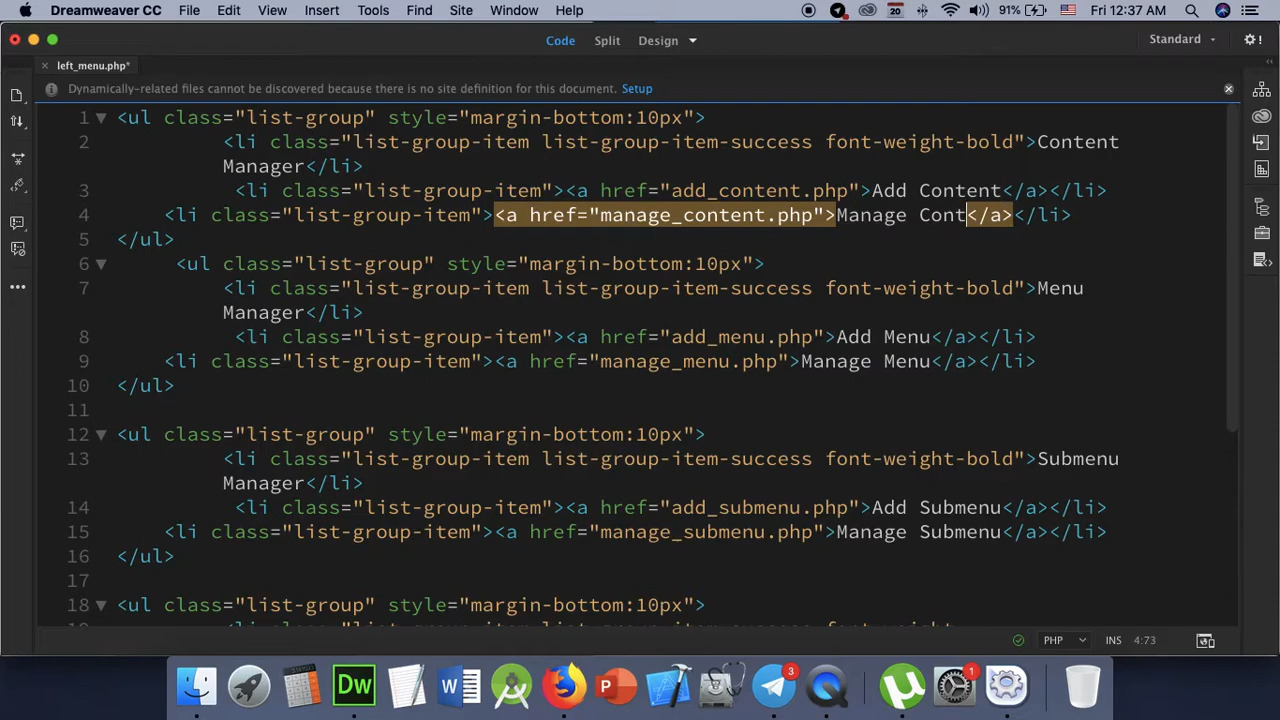 Dreamweaver CC File Edit View Insert Tools Find Site Window Help 20 91% Fri 12:37 AM
Code Split Design Standard
× left_menu.php*
Dynamically-related files cannot be discovered because there is no site definition for this document. Setup
1 <ul class="list-group" style="margin-bottom:10px">
2 <li class="list-group-item list-group-item-success font-weight-bold">Content
Manager</li>
3 <li class="list-group-item"><a href="add_content.php">Add Content</a></li>
4 <li class="list-group-item"><a href="manage_content.php">Manage Cont</a></li>
5 </ul>
6 <ul class="list-group" style="margin-bottom:10px">
7 <li class="list-group-item list-group-item-success font-weight-bold">Menu
Manager</li>
8 <li class="list-group-item"><a href="add_menu.php">Add Menu</a></li>
9 <li class="list-group-item"><a href="manage_menu.php">Manage Menu</a></li>
10 </ul>
11
12 <ul class="list-group" style="margin-bottom:10px">
13 <li class="list-group-item list-group-item-success font-weight-bold">Submenu
Manager</li>
14 <li class="list-group-item"><a href="add_submenu.php">Add Submenu</a></li>
15 <li class="list-group-item"><a href="manage_submenu.php">Manage Submenu</a></li>
16 </ul>
17
18 <ul class="list-group" style="margin-bottom:10px">
PHP INS 4:73
Dw W P 3 1